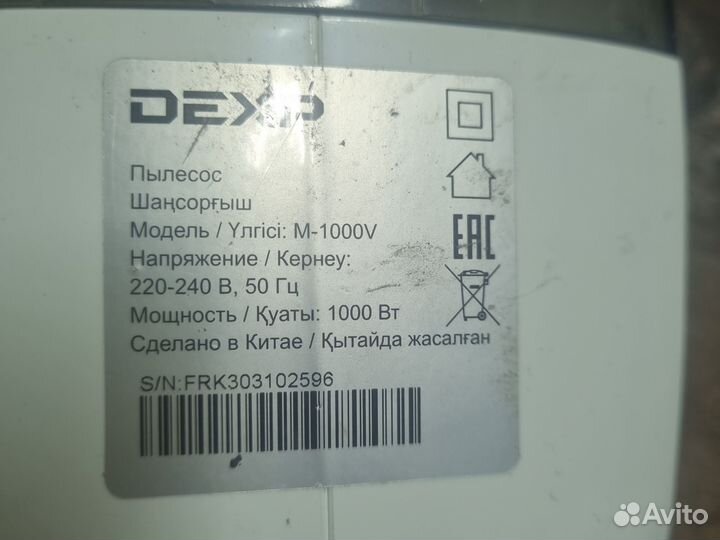 DEXP
Пылесос
Шаңсорғыш
Модель / Үлгісі: M-1000V
Напряжение / Кернеу:
220-240 В, 50 Гц
Мощность / Қуаты: 1000 Вт
Сделано в Китае / Қытайда жасалған
S/N:FRK303102596
EAC
Avito